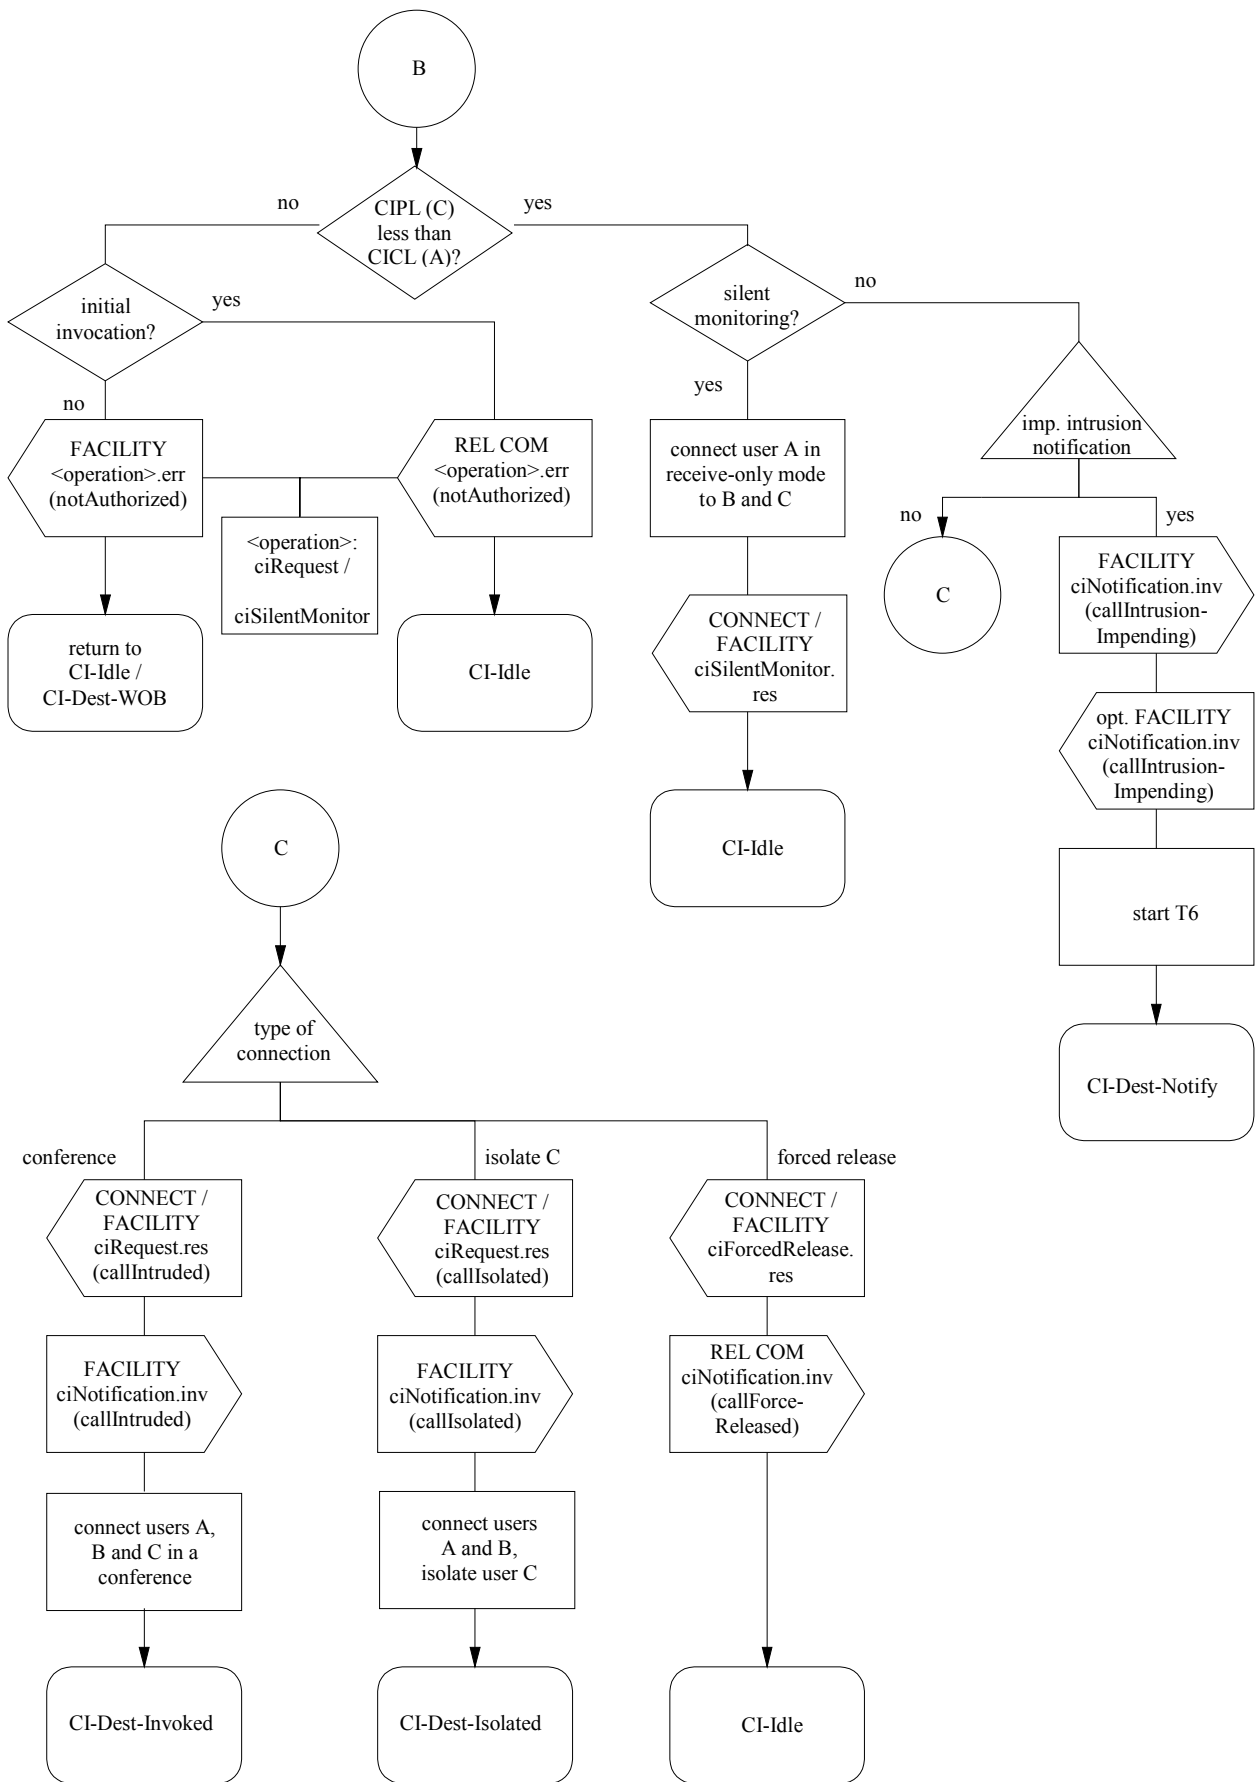 B
CIPL (C)
less than
CICL (A)?
no
yes
initial
invocation?
yes
no
silent
monitoring?
no
yes
FACILITY
<operation>.err
(notAuthorized)
REL COM
<operation>.err
(notAuthorized)
<operation>:
ciRequest /
ciSilentMonitor
return to
CI-Idle /
CI-Dest-WOB
CI-Idle
connect user A in
receive-only mode
to B and C
CONNECT /
FACILITY
ciSilentMonitor.
res
CI-Idle
imp. intrusion
notification
no
yes
C
FACILITY
ciNotification.inv
(callIntrusion-
Impending)
opt. FACILITY
ciNotification.inv
(callIntrusion-
Impending)
start T6
CI-Dest-Notify
C
type of
connection
conference
isolate C
forced release
CONNECT /
FACILITY
ciRequest.res
(callIntruded)
FACILITY
ciNotification.inv
(callIntruded)
connect users A,
B and C in a
conference
CI-Dest-Invoked
CONNECT /
FACILITY
ciRequest.res
(callIsolated)
FACILITY
ciNotification.inv
(callIsolated)
connect users
A and B,
isolate user C
CI-Dest-Isolated
CONNECT /
FACILITY
ciForcedRelease.
res
REL COM
ciNotification.inv
(callForce-
Released)
CI-Idle